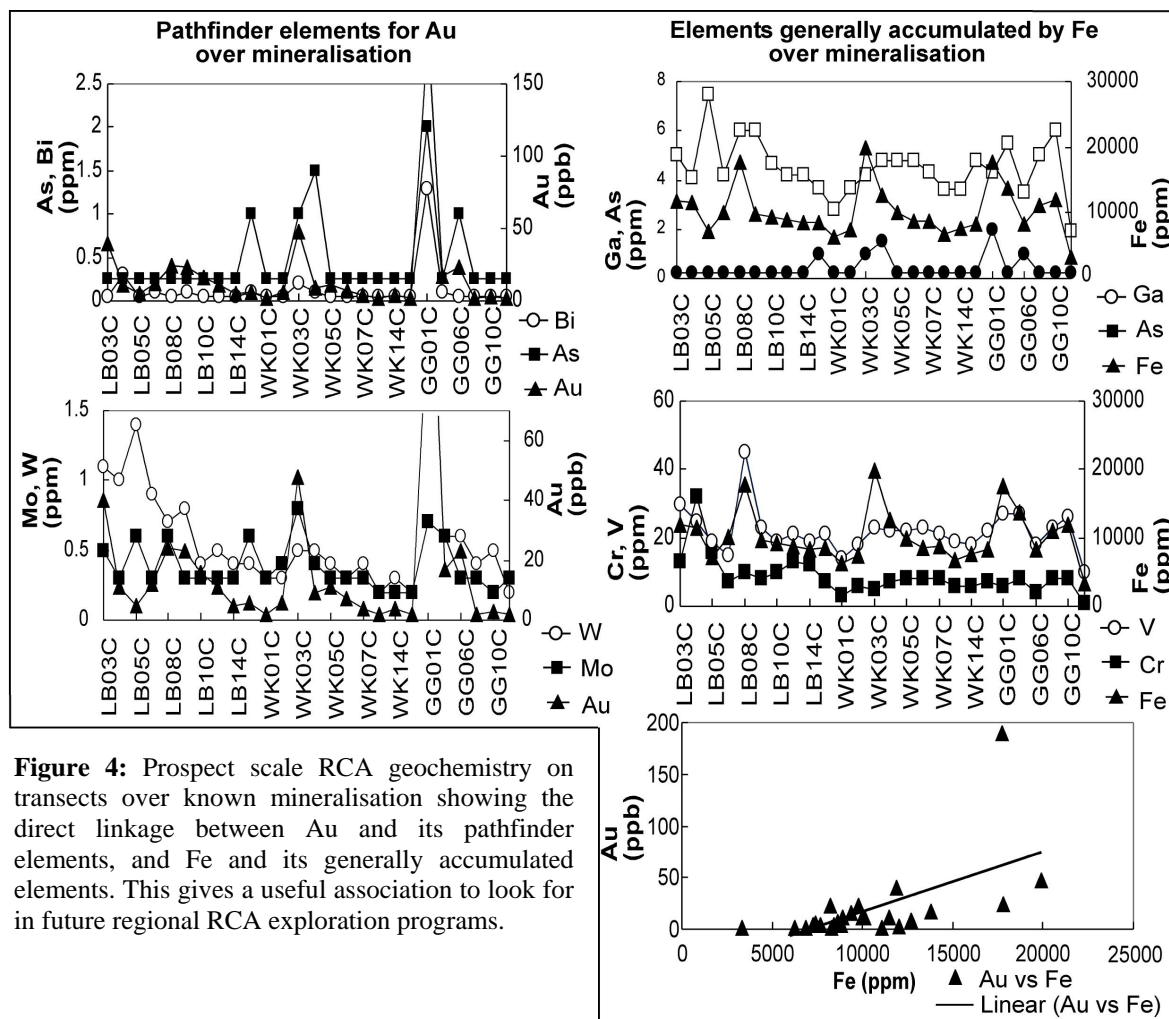 Pathfinder elements for Au
over mineralisation
As, Bi
(ppm)
2.5
2
1.5
1
0.5
0
Au ppb)
150
100
50
0
LB03C
LB05C
LB08C
LB10C
LB14C
WK01C
WK03C
WK05C
WK07C
WK14C
GG01C
GG06C
GG10C
Bi
As
Au
Mo, W
(ppm)
1.5
1
0.5
0
Au
(ppb)
80
60
40
20
0
LB03C
LB05C
LB08C
LB10C
LB14C
WK01C
WK03C
WK05C
WK07C
WK14C
GG01C
GG06C
GG10C
W
Mo
Au
Elements generally accumulated by Fe
over mineralisation
Ga, As
(ppm)
8
6
4
2
0
Fe
(ppm)
30000
20000
10000
0
LB03C
LB05C
LB08C
LB10C
LB14C
WK01C
WK03C
WK05C
WK07C
WK14C
GG01C
GG06C
GG10C
Ga
As
Fe
Cr, V
(ppm)
60
40
20
0
Fe
(ppm)
30000
20000
10000
0
LB03C
LB05C
LB08C
LB10C
LB14C
WK01C
WK03C
WK05C
WK07C
WK14C
GG01C
GG06C
GG10C
V
Cr
Fe
Au
(ppb)
200
150
100
50
0
0
5000
10000
15000
20000
25000
Fe (ppm)
Au vs Fe
Linear (Au vs Fe)
Figure 4: Prospect scale RCA geochemistry on
transects over known mineralisation showing the
direct linkage between Au and its pathfinder
elements, and Fe and its generally accumulated
elements. This gives a useful association to look for
in future regional RCA exploration programs.